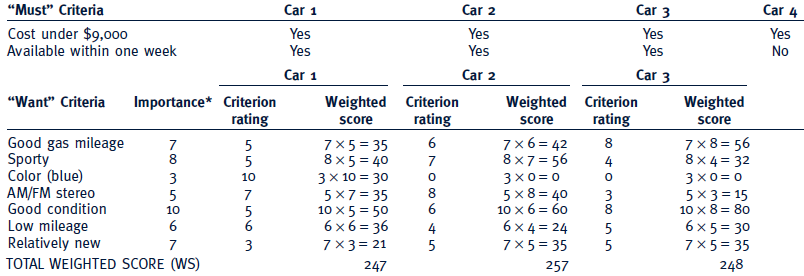 “Must” Criteria Car 1 Car 2 Car 3 Car 4
Cost under $9,000 Yes Yes Yes Yes
Available within one week Yes Yes Yes No
Car 1 Car 2 Car 3
“Want” Criteria Importance* Criterion rating Weighted score Criterion rating Weighted score Criterion rating Weighted score
Good gas mileage 7 5 7 × 5 = 35 6 7 × 6 = 42 8 7 × 8 = 56
Sporty 8 5 8 × 5 = 40 7 8 × 7 = 56 4 8 × 4 = 32
Color (blue) 3 10 3 × 10 = 30 0 3 × 0 = 0 0 3 × 0 = 0
AM/FM stereo 5 7 5 × 7 = 35 8 5 × 8 = 40 3 5 × 3 = 15
Good condition 10 5 10 × 5 = 50 6 10 × 6 = 60 8 10 × 8 = 80
Low mileage 6 6 6 × 6 = 36 4 6 × 4 = 24 5 6 × 5 = 30
Relatively new 7 3 7 × 3 = 21 5 7 × 5 = 35 5 7 × 5 = 35
TOTAL WEIGHTED SCORE (WS) 247 257 248